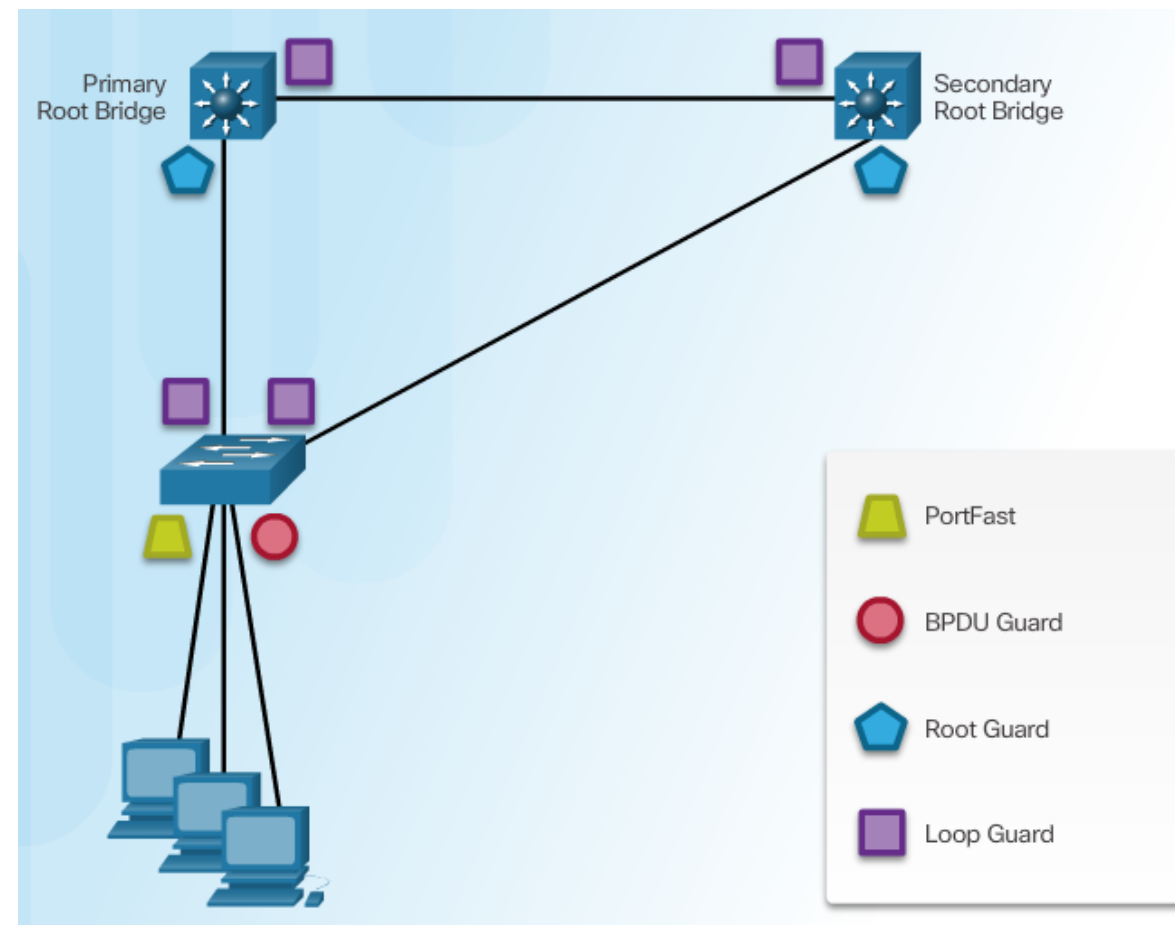 Primary
Root Bridge
Secondary
Root Bridge
PortFast
BPDU Guard
Root Guard
Loop Guard